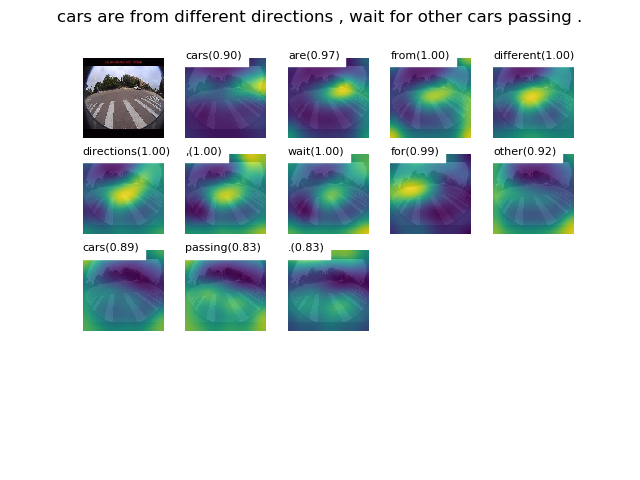 cars are from different directions , wait for other cars passing .
cars(0.90) are(0.97) from(1.00) different(1.00)
directions(1.00) ,(1.00) wait(1.00) for(0.99) other(0.92)
cars(0.89) passing(0.83) .(0.83)